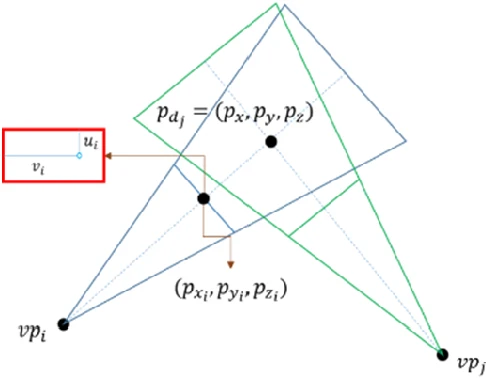 p_{d_j} = (p_x, p_y, p_z)
u_i
v_i
(p_{x_i}, p_{y_i}, p_{z_i})
vp_i
vp_j